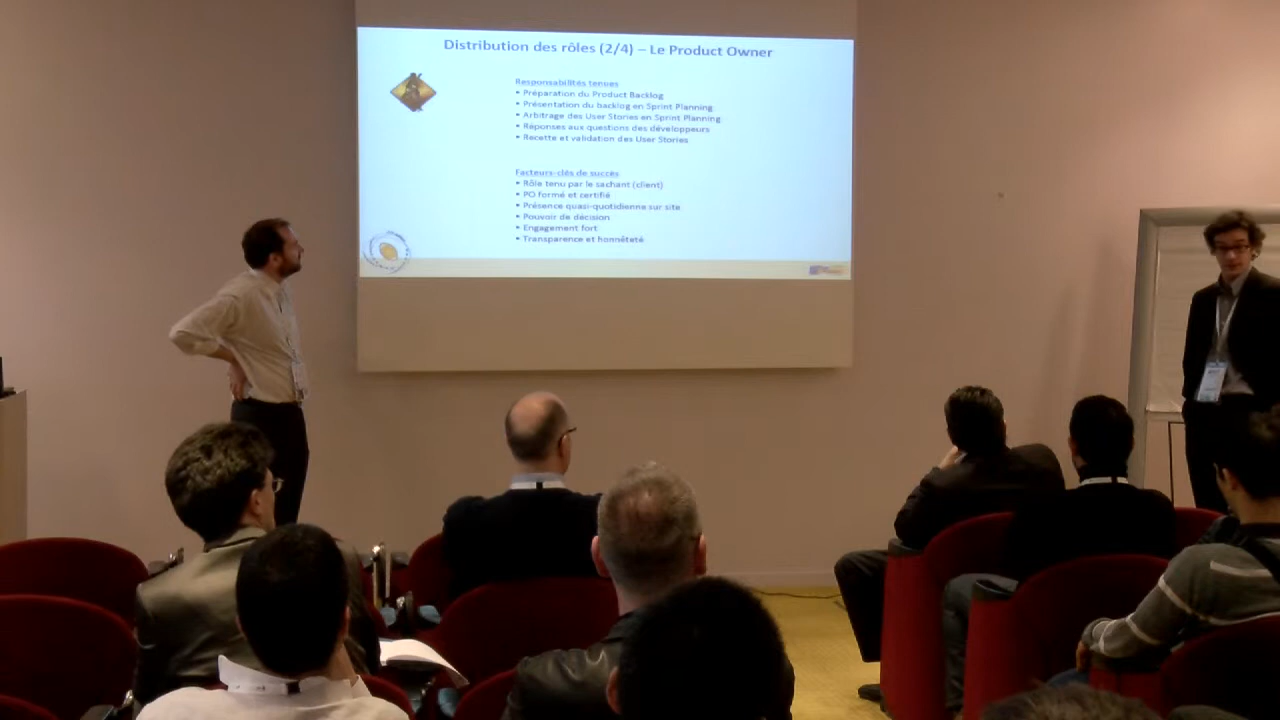 Distribution des rôles (2/4) – Le Product Owner
Responsabilités tenues
• Préparation du Product Backlog
• Présentation du backlog en Sprint Planning
• Arbitrage des User Stories en Sprint Planning
• Réponses aux questions des développeurs
• Recette et validation des User Stories
Facteurs-clés de succès
• Rôle tenu par le sachant (client)
• PO formé et certifié
• Présence quasi-quotidienne sur site
• Pouvoir de décision
• Engagement fort
• Transparence et honnêteté